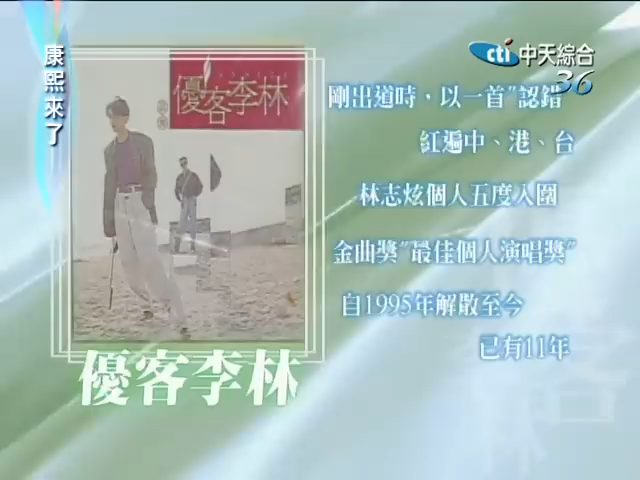 康熙來了
cti 中天綜合
36
優客李林
剛出道時，以一首"認錯"
紅遍中、港、台
林志炫個人五度入圍
金曲獎"最佳個人演唱獎"
自1995年解散至今
已有11年
優客李林